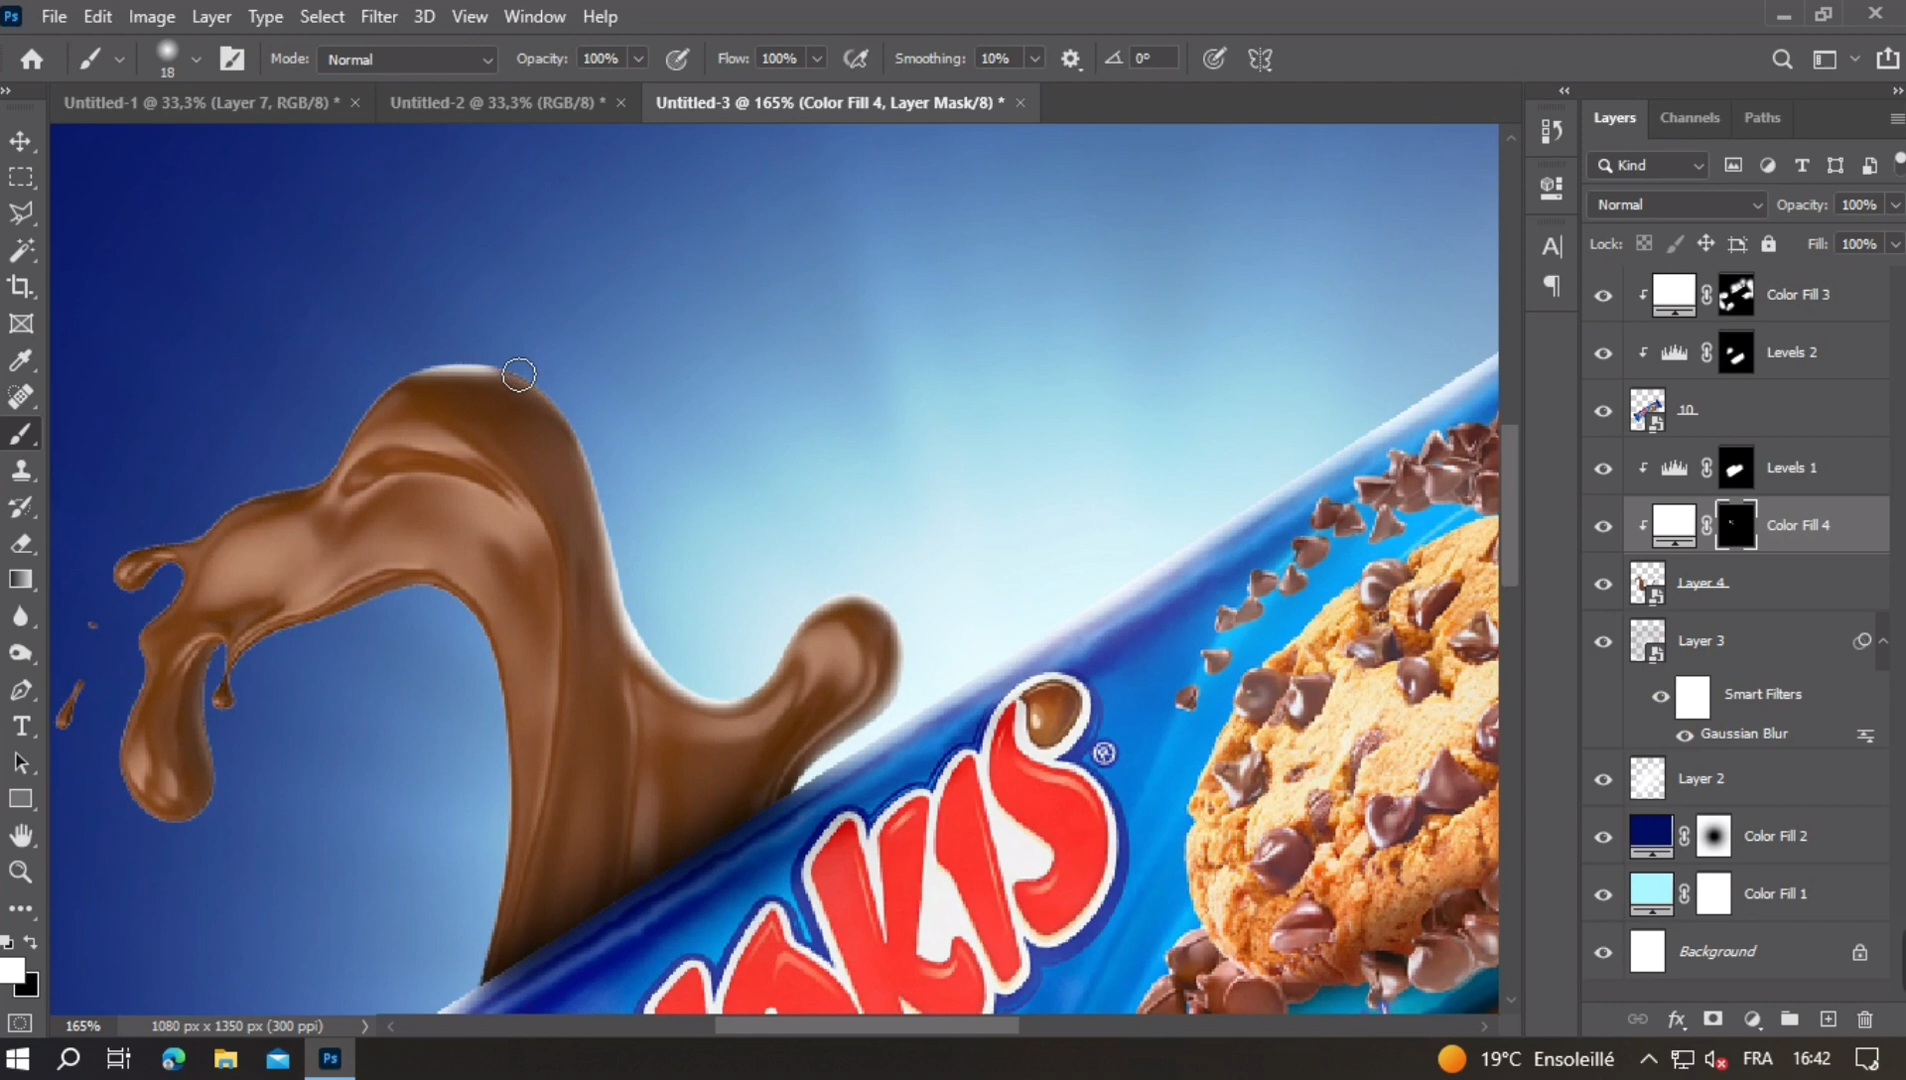 Ps File Edit Image Layer Type Select Filter 3D View Window Help
18 Mode: Normal Opacity: 100% Flow: 100% Smoothing: 10% 0°
Untitled-1 @ 33,3% (Layer 7, RGB/8) * × Untitled-2 @ 33,3% (RGB/8) * × Untitled-3 @ 165% (Color Fill 4, Layer Mask/8) * ×
Layers Channels Paths
Kind
Normal Opacity: 100%
Lock: Fill: 100%
Color Fill 3
Levels 2
10
Levels 1
Color Fill 4
Layer 4
Layer 3
Smart Filters
Gaussian Blur
Layer 2
Color Fill 2
Color Fill 1
Background
OKIS ®
165% 1080 px x 1350 px (300 ppi)
Ps 19°C Ensoleillé FRA 16:42